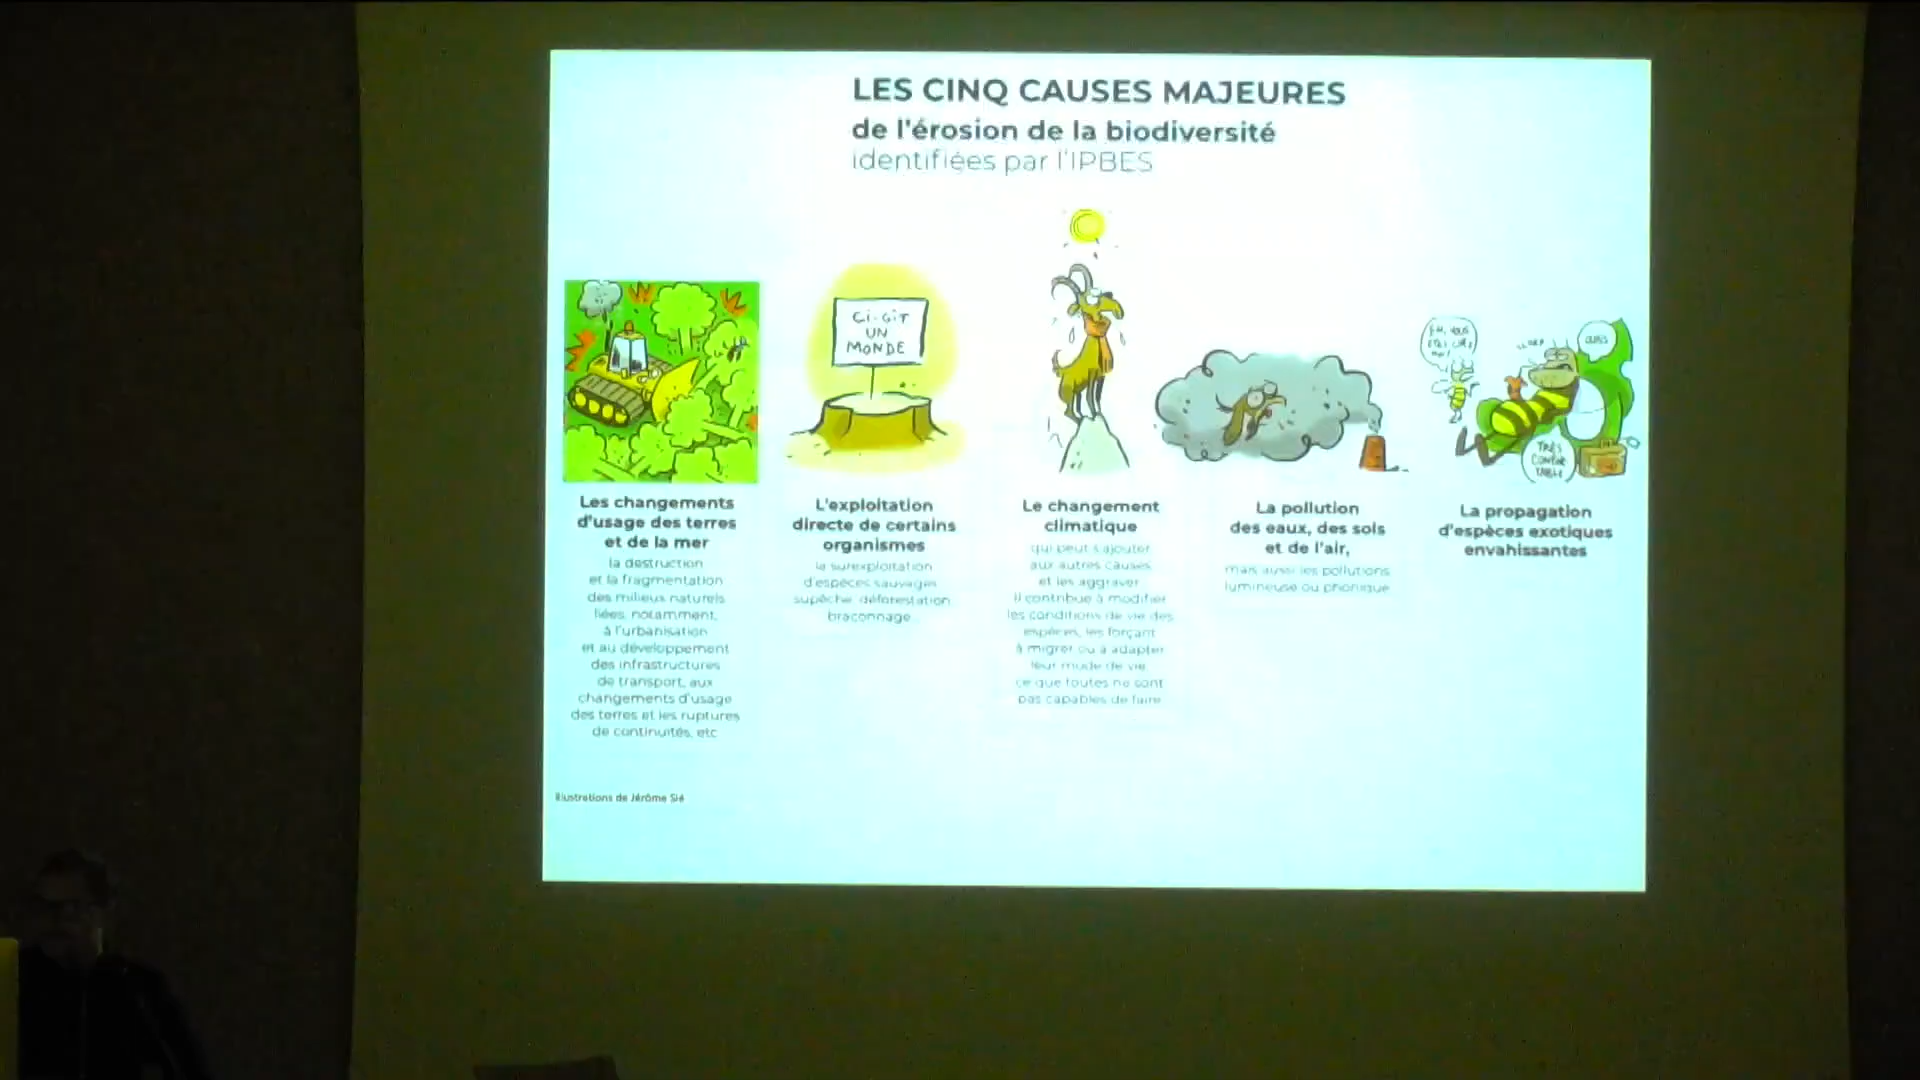 LES CINQ CAUSES MAJEURES
de l'érosion de la biodiversité
identifiées par l'IPBES
CI-GÎT
UN
MONDE
TRÈS
Les changements
d'usage des terres
et de la mer
la destruction
et la fragmentation
des milieux naturels
liées, notamment,
à l'urbanisation
et au développement
des infrastructures
de transport, aux
changements d'usage
des terres et les ruptures
de continuités, etc
L'exploitation
directe de certains
organismes
la surexploitation
d'espèces sauvages
surpêche, déforestation
braconnage
Le changement
climatique
qui peut s'ajouter
aux autres causes
et les aggraver
Il contribue à modifier
les conditions de vie des
espèces, les forçant
à migrer ou à adapter
leur mode de vie
ce que toutes ne sont
pas capables de faire
La pollution
des eaux, des sols
et de l'air,
mais aussi les pollutions
lumineuse ou phonique
La propagation
d'espèces exotiques
envahissantes
Illustrations de Jérôme Sié